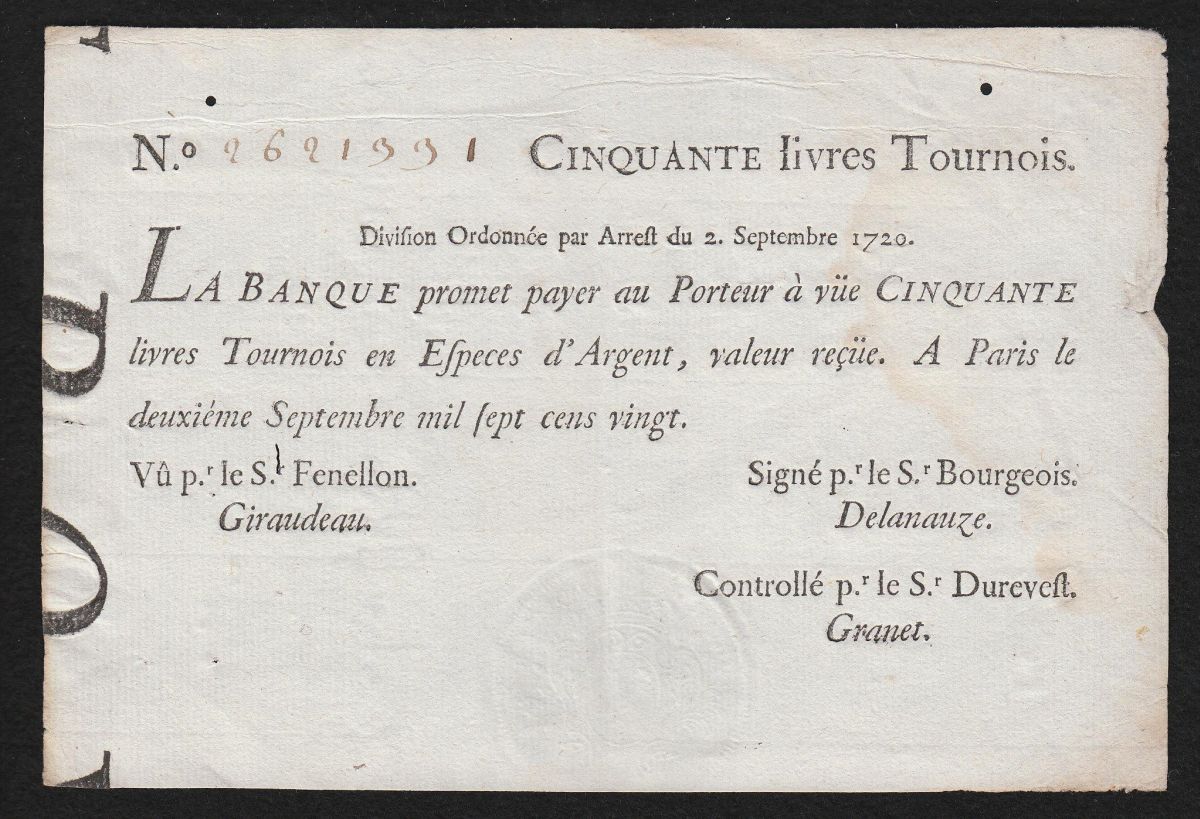 N.º 2621991 CINQUANTE livres Tournois.
Diviſion Ordonnée par Arreſt du 2. Septembre 1720.
LA BANQUE promet payer au Porteur à vüe CINQUANTE
livres Tournois en Eſpeces d'Argent, valeur reçüe. A Paris le
deuxiéme Septembre mil ſept cens vingt.
Vû p.ʳ le S.ʳ Fenellon.
Giraudeau.
Signé p.ʳ le S.ʳ Bourgeois.
Delanauze.
Controllé p.ʳ le S.ʳ Dureveſt.
Granet.